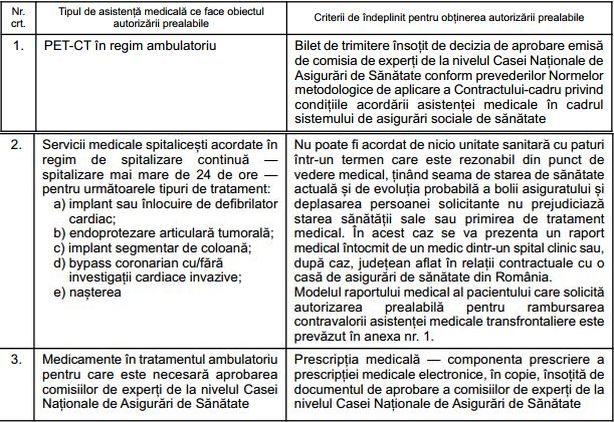 Nr.
crt.
Tipul de asistență medicală ce face obiectul
autorizării prealabile
Criterii de îndeplinit pentru obținerea autorizării prealabile
1.
PET-CT în regim ambulatoriu
Bilet de trimitere însoțit de decizia de aprobare emisă
de comisia de experți de la nivelul Casei Naționale de
Asigurări de Sănătate conform prevederilor Normelor
metodologice de aplicare a Contractului-cadru privind
condițiile acordării asistenței medicale în cadrul
sistemului de asigurări sociale de sănătate
2.
Servicii medicale spitalicești acordate în
regim de spitalizare continuă —
spitalizare mai mare de 24 de ore —
pentru următoarele tipuri de tratament:
a) implant sau înlocuire de defibrilator
cardiac;
b) endoprotezare articulară tumorală;
c) implant segmentar de coloană;
d) bypass coronarian cu/fără
investigații cardiace invazive;
e) nașterea
Nu poate fi acordat de nicio unitate sanitară cu paturi
într-un termen care este rezonabil din punct de
vedere medical, ținând seama de starea de sănătate
actuală și de evoluția probabilă a bolii asiguratului și
deplasarea persoanei solicitante nu prejudiciază
starea sănătății sale sau primirea de tratament
medical. În acest caz se va prezenta un raport
medical întocmit de un medic dintr-un spital clinic sau,
după caz, județean aflat în relații contractuale cu o
casă de asigurări de sănătate din România.
Modelul raportului medical al pacientului care solicită
autorizarea prealabilă pentru rambursarea
contravalorii asistenței medicale transfrontaliere este
prevăzut în anexa nr. 1.
3.
Medicamente în tratamentul ambulatoriu
pentru care este necesară aprobarea
comisiilor de experți de la nivelul Casei
Naționale de Asigurări de Sănătate
Prescripția medicală — componenta prescriere a
prescripției medicale electronice, în copie, însoțită de
documentul de aprobare a comisiilor de experți de la
nivelul Casei Naționale de Asigurări de Sănătate